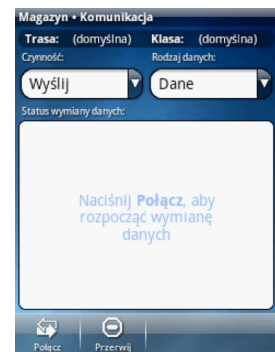 Magazyn • Komunikacja
Trasa: (domyślna) Klasa: (domyślna)
Czynność: Rodzaj danych:
Wyślij Dane
Status wymiany danych:
Naciśnij Połącz, aby
rozpocząć wymianę
danych
Połącz Przerwij